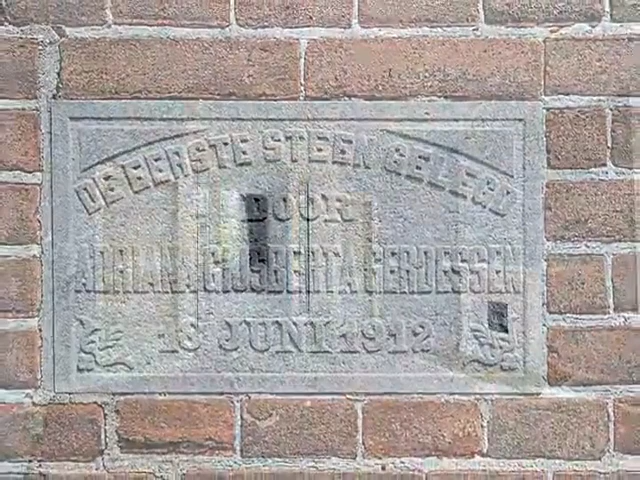 DE EERSTE STEEN GELEGD
DOOR
ADRIANA GIJSBERTA GERDESSEN
18 JUNI 1912